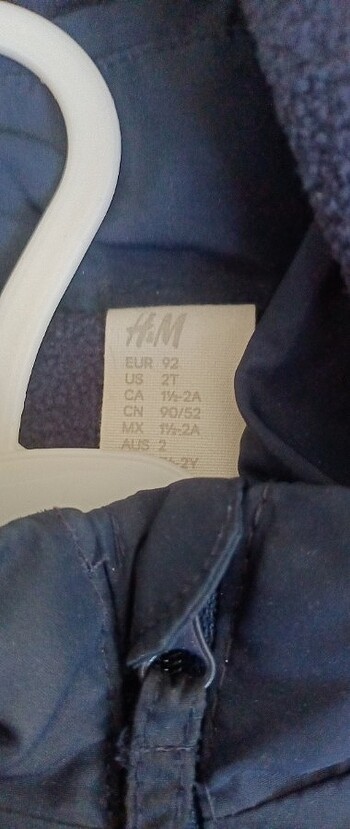 H&M
EUR 92
US 2T
CA 1½-2A
CN 90/52
MX 1½-2A
AUS 2